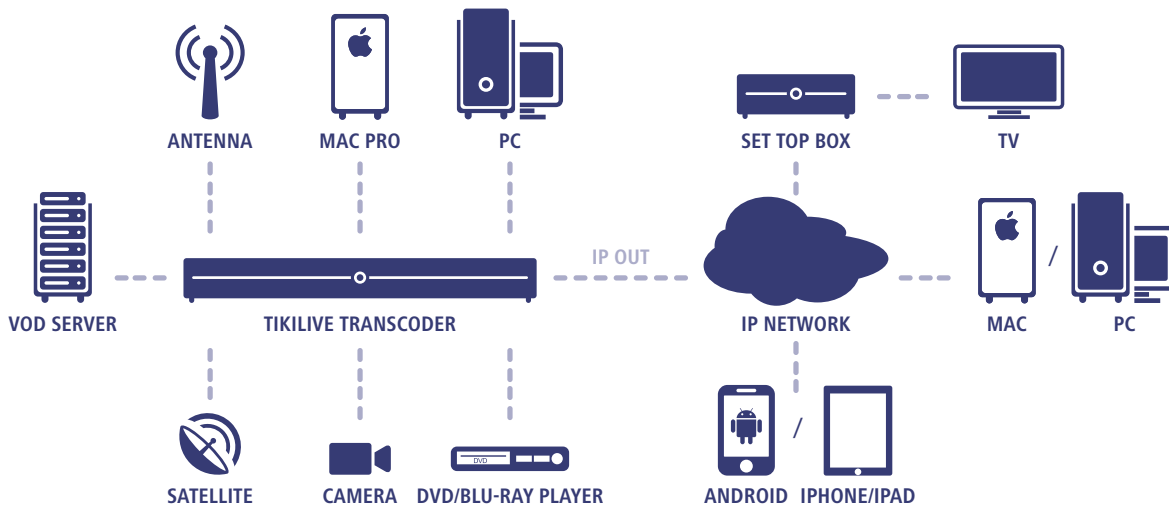 ANTENNA
MAC PRO
PC
SET TOP BOX
TV
IP OUT
/
VOD SERVER
TIKILIVE TRANSCODER
IP NETWORK
MAC
PC
DVD
/
SATELLITE
CAMERA
DVD/BLU-RAY PLAYER
ANDROID
IPHONE/IPAD